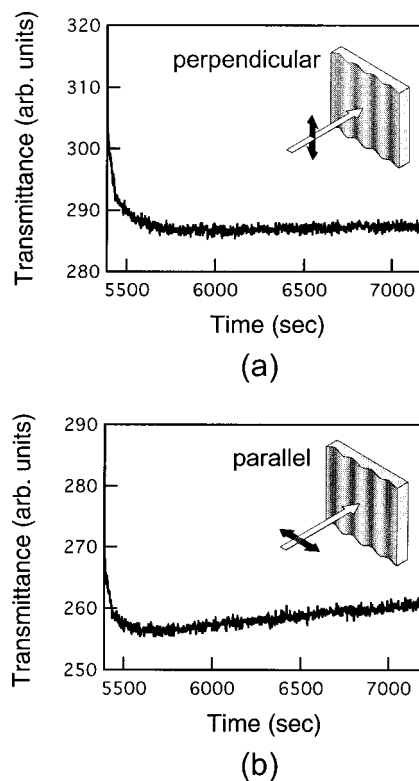 320
310
300
290
280
Transmittance (arb. units)
perpendicular
5500 6000 6500 7000
Time (sec)
(a)
290
280
270
260
250
Transmittance (arb. units)
parallel
5500 6000 6500 7000
Time (sec)
(b)